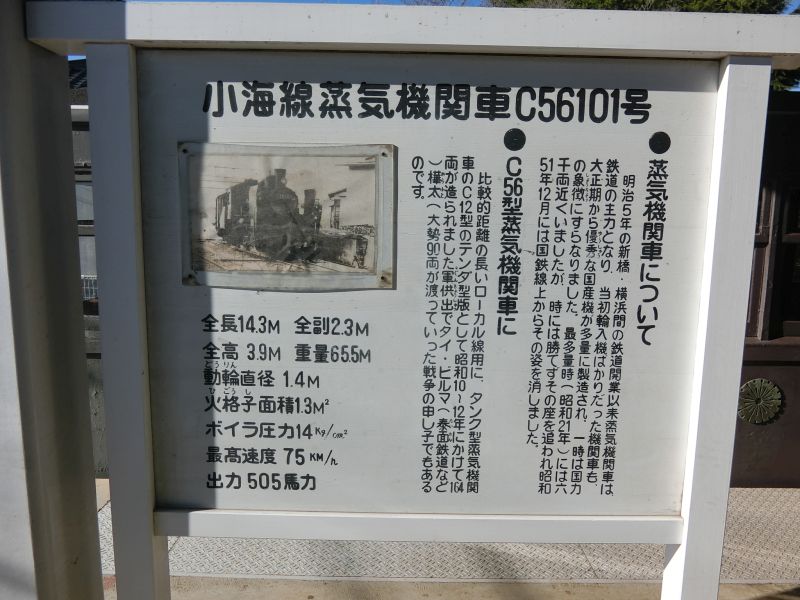 小海線蒸気機関車C56101号
●蒸気機関車について
明治5年の新橋・横浜間の鉄道開業以来蒸気機関車は
鉄道の主力となり、当初輸入機ばかりだった機関車も、
大正期から優秀な国産機が多量に製造され、一時は国力
の象徴にすらなりました。最多量時(昭和21年)には六
千両近くいましたが、時には勝てずその座を追われ昭和
51年12月には国鉄線上からその姿を消しました。
●C56型蒸気機関車に
比較的距離の長いローカル線用に、タンク型蒸気機関
車のC12型のテンダ型版として昭和10~12年にかけて164
両が造られました軍供出でタイ・ビルマ(泰面鉄道など
)樺太(大勢90両が渡っていった戦争の申し子でもある
のです。
全長14.3M 全副2.3M
全高 3.9M 重量65.5M
どうりん
動輪直径 1.4M
ひごうし
火格子面積1.3M²
ボイラ圧力14Kg/cm²
最高速度 75KM/h
出力 505馬力